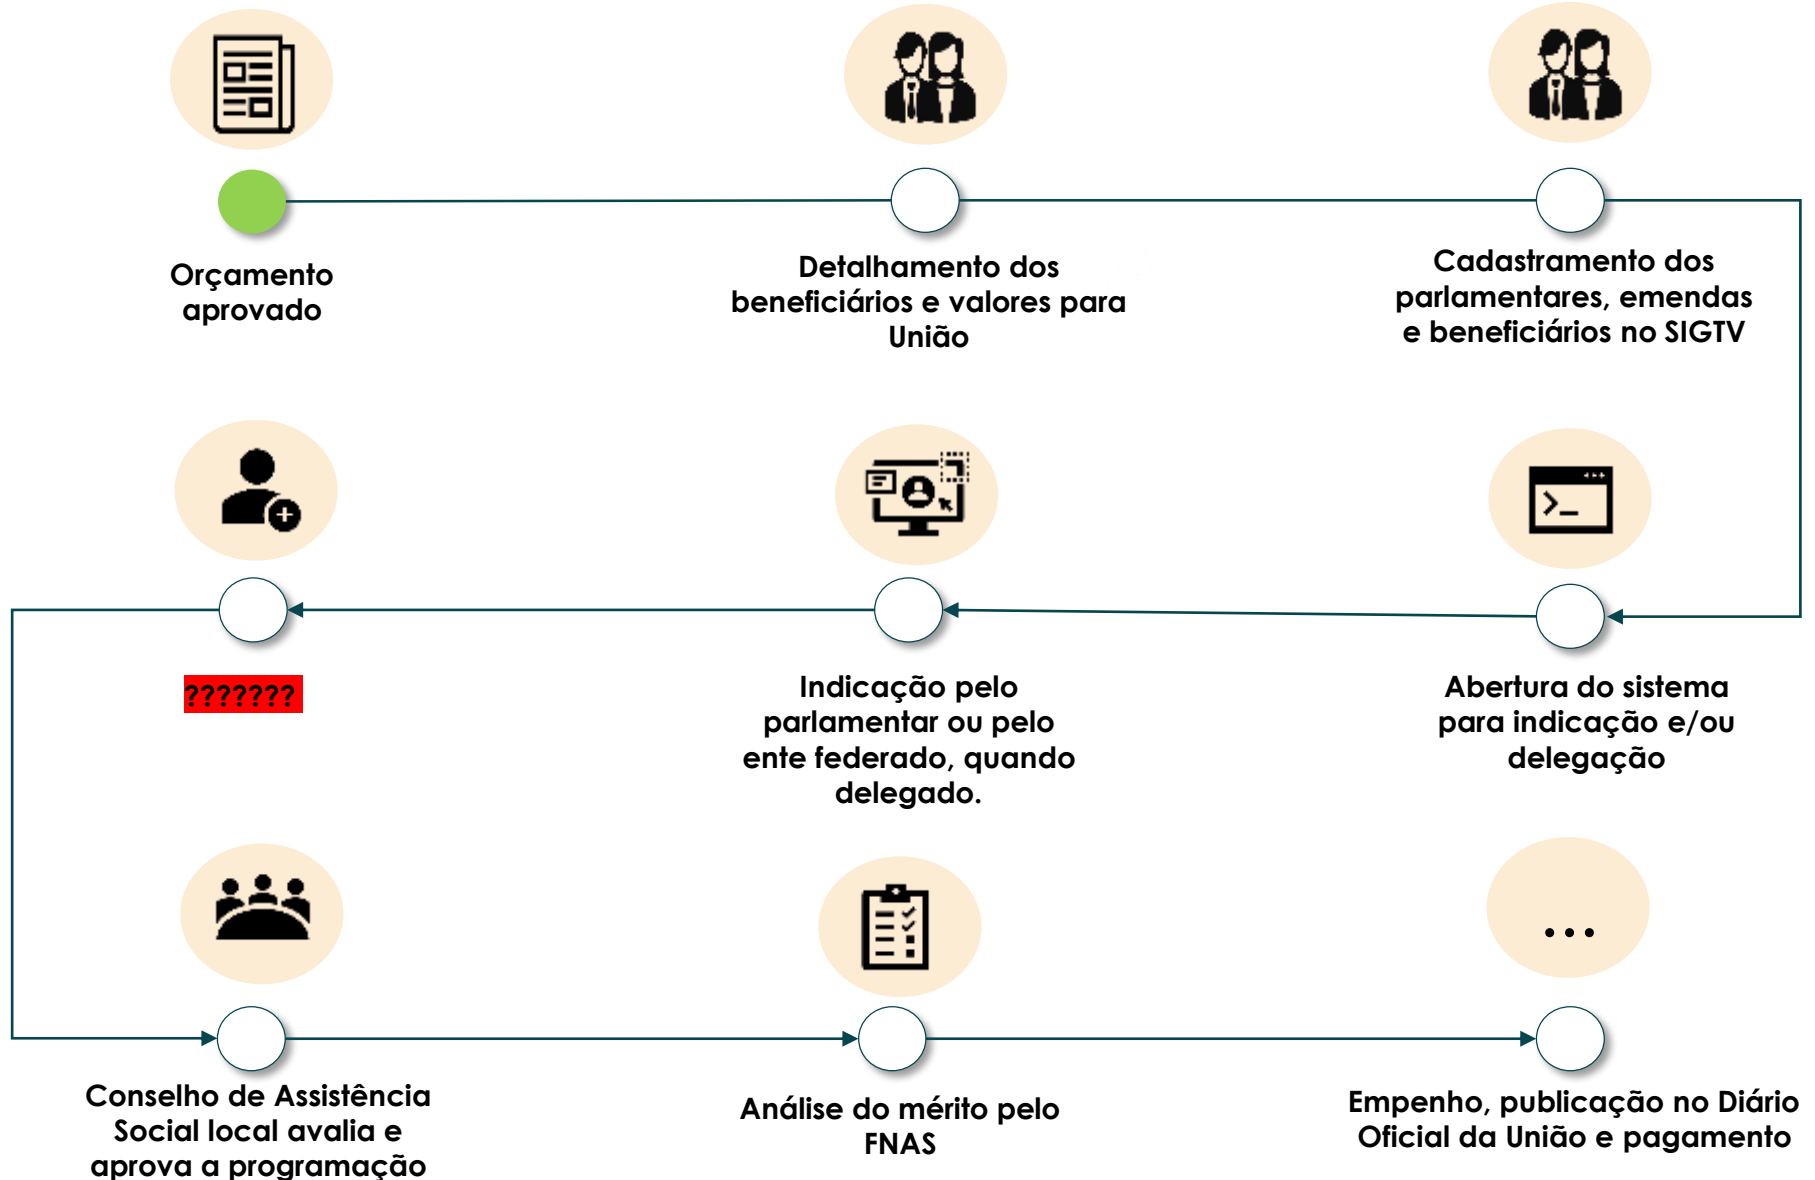 Orçamento
aprovado
Detalhamento dos
beneficiários e valores para
União
Cadastramento dos
parlamentares, emendas
e beneficiários no SIGTV
???????
Indicação pelo
parlamentar ou pelo
ente federado, quando
delegado.
Abertura do sistema
para indicação e/ou
delegação
...
Conselho de Assistência
Social local avalia e
aprova a programação
Análise do mérito pelo
FNAS
Empenho, publicação no Diário
Oficial da União e pagamento